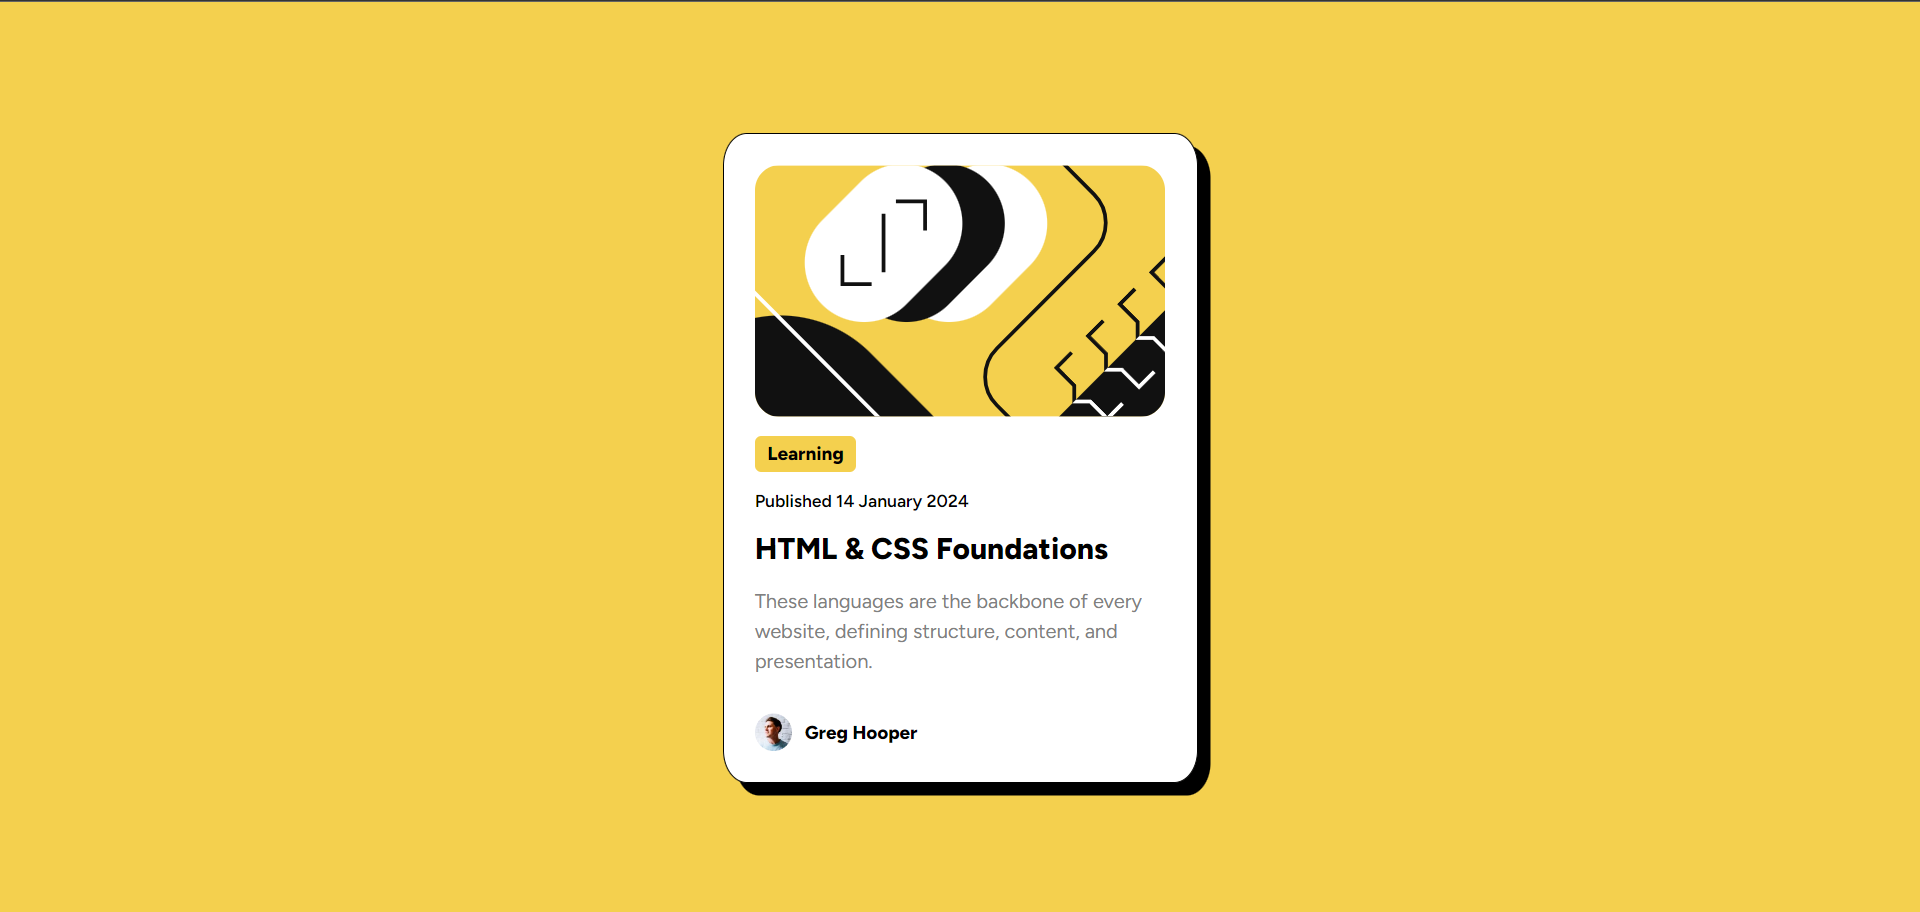 Learning
Published 14 January 2024
HTML & CSS Foundations
These languages are the backbone of every
website, defining structure, content, and
presentation.
Greg Hooper